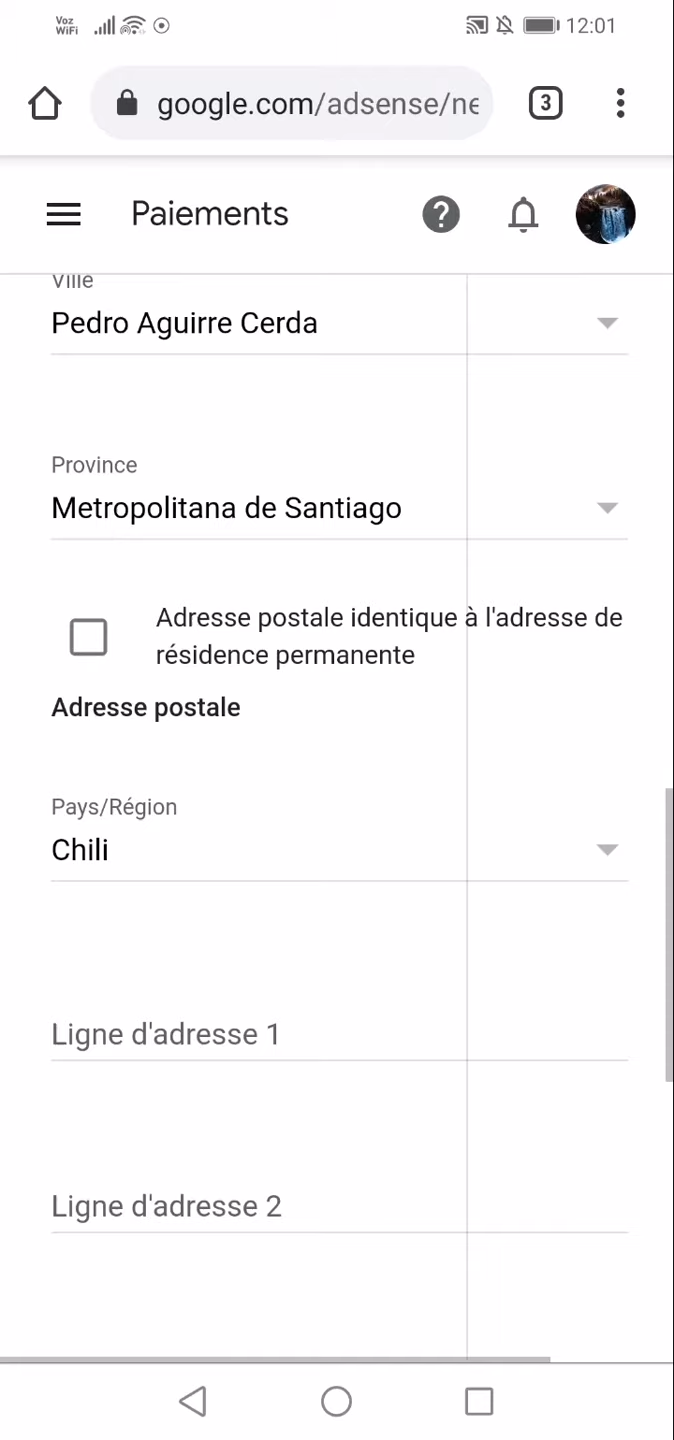 Voz
WiFi
12:01
google.com/adsense/ne
3
Paiements
Ville
Pedro Aguirre Cerda
Province
Metropolitana de Santiago
Adresse postale identique à l'adresse de
résidence permanente
Adresse postale
Pays/Région
Chili
Ligne d'adresse 1
Ligne d'adresse 2